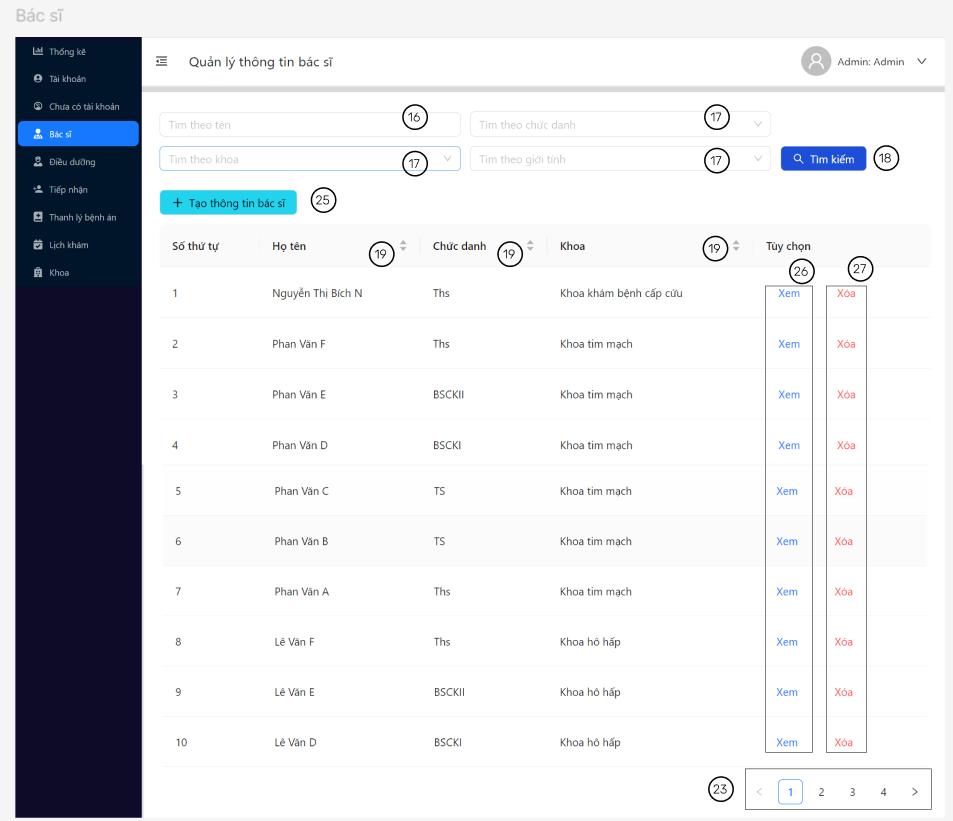 Bác sĩ
Thống kê
Tài khoản
Chưa có tài khoản
Bác sĩ
Điều dưỡng
Tiếp nhận
Thanh lý bệnh án
Lịch khám
Khoa
Quản lý thông tin bác sĩ
Admin: Admin
Tìm theo tên 16
Tìm theo chức danh 17
Tìm theo khoa 17
Tìm theo giới tính 17
Tìm kiếm 18
+ Tạo thông tin bác sĩ 25
Số thứ tự Họ tên 19 Chức danh 19 Khoa 19 Tùy chọn
26 27
1 Nguyễn Thị Bích N Ths Khoa khám bệnh cấp cứu Xem Xóa
2 Phan Văn F Ths Khoa tim mạch Xem Xóa
3 Phan Văn E BSCKII Khoa tim mạch Xem Xóa
4 Phan Văn D BSCKI Khoa tim mạch Xem Xóa
5 Phan Văn C TS Khoa tim mạch Xem Xóa
6 Phan Văn B TS Khoa tim mạch Xem Xóa
7 Phan Văn A Ths Khoa tim mạch Xem Xóa
8 Lê Văn F Ths Khoa hô hấp Xem Xóa
9 Lê Văn E BSCKII Khoa hô hấp Xem Xóa
10 Lê Văn D BSCKI Khoa hô hấp Xem Xóa
23 < 1 2 3 4 >